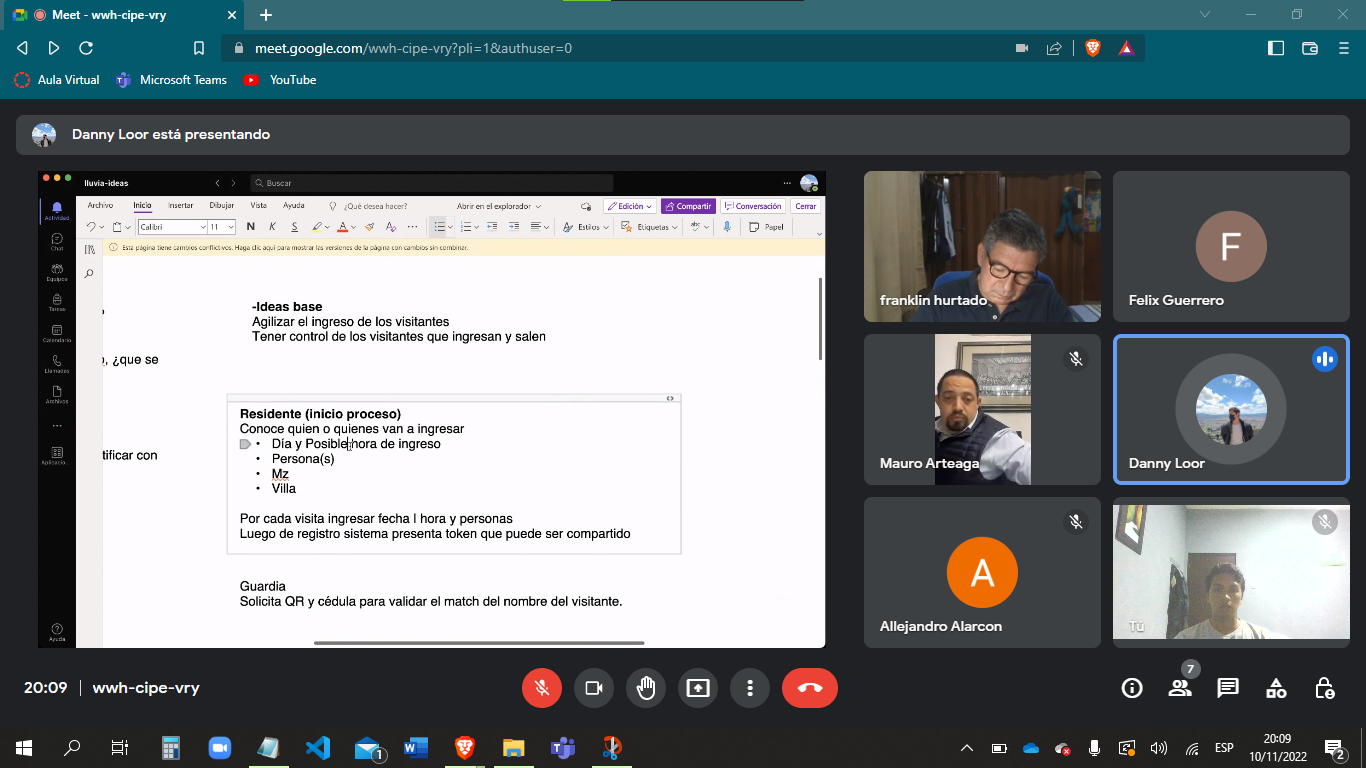 Meet - wwh-cipe-vry
meet.google.com/wwh-cipe-vry?pli=1&authuser=0
Aula Virtual
Microsoft Teams
YouTube
Danny Loor está presentando
lluvia-ideas
Buscar
Archivo
Inicio
Insertar
Dibujar
Vista
Ayuda
¿Qué desea hacer?
Abrir en el explorador
Edición
Compartir
Conversación
Cerrar
Calibri
11
N
K
S
Estilos
Etiquetas
Papel
Esta página tiene cambios conflictivos. Haga clic aquí para mostrar las versiones de la página con cambios sin combinar.
Actividad
Chat
Equipos
Tareas
Calendario
Llamadas
Archivos
Aplicacio...
Ayuda
, ¿que se
tificar con
-Ideas base
Agilizar el ingreso de los visitantes
Tener control de los visitantes que ingresan y salen
Residente (inicio proceso)
Conoce quien o quienes van a ingresar
• Día y Posible hora de ingreso
• Persona(s)
• Mz
• Villa
Por cada visita ingresar fecha | hora y personas
Luego de registro sistema presenta token que puede ser compartido
Guardia
Solicita QR y cédula para validar el match del nombre del visitante.
franklin hurtado
F
Felix Guerrero
Mauro Arteaga
Danny Loor
A
Allejandro Alarcon
Tú
20:09
wwh-cipe-vry
7
1
ESP
20:09
10/11/2022
2